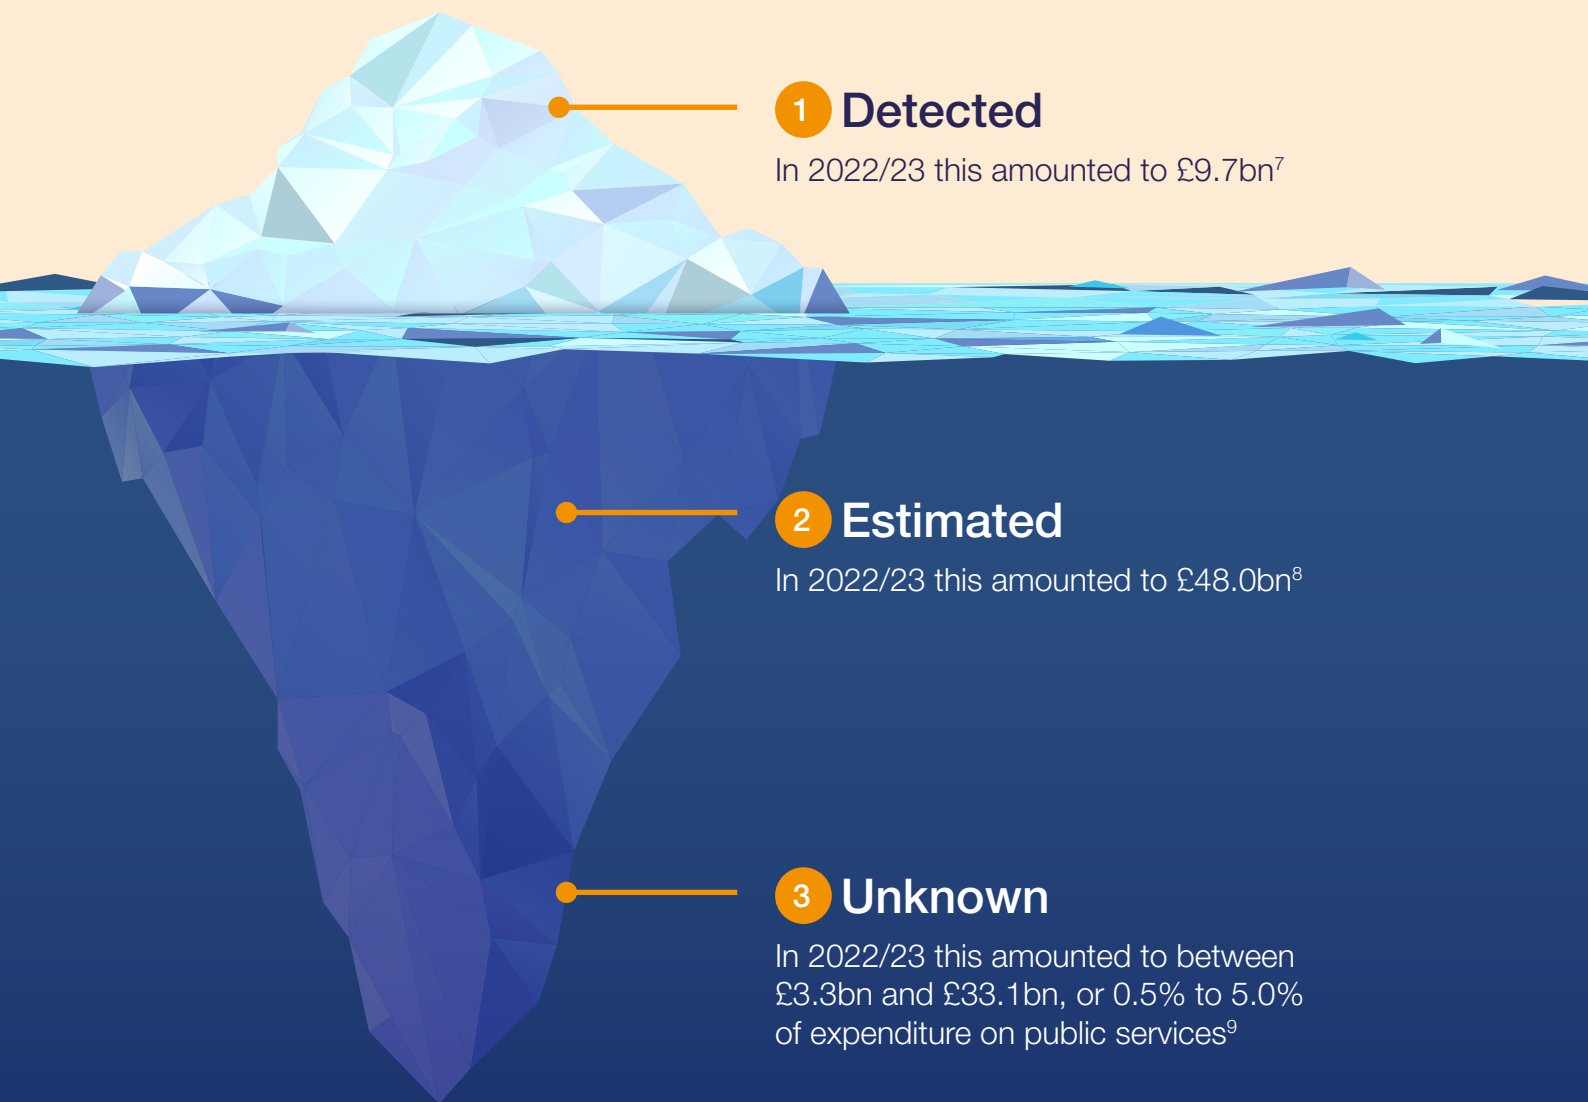 1 Detected
In 2022/23 this amounted to £9.7bn⁷
2 Estimated
In 2022/23 this amounted to £48.0bn⁸
3 Unknown
In 2022/23 this amounted to between
£3.3bn and £33.1bn, or 0.5% to 5.0%
of expenditure on public services⁹